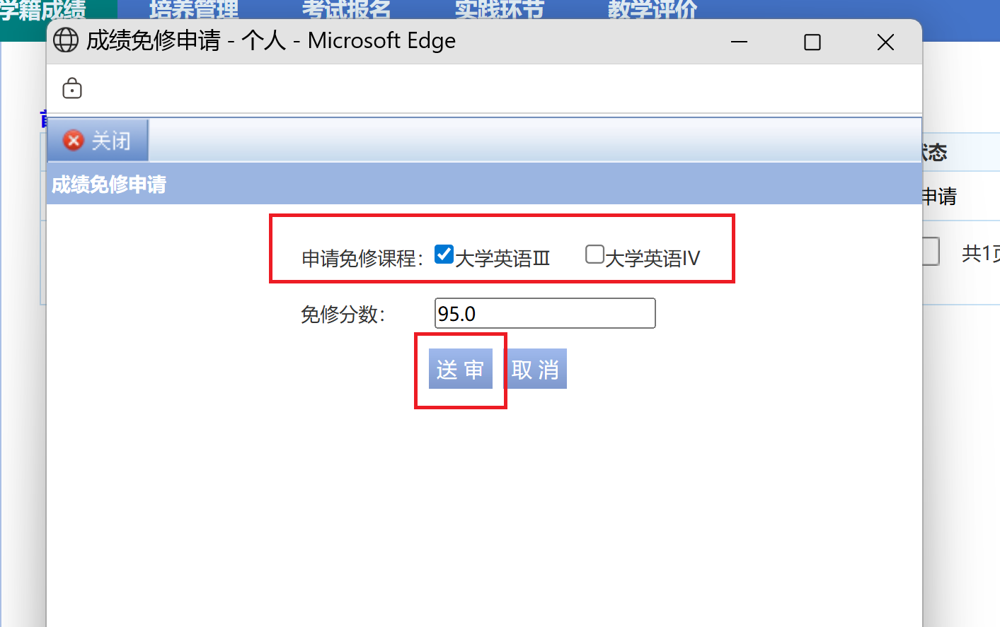 学籍成绩 培养管理 考试报名 实践环节 教学评价
成绩免修申请 - 个人 - Microsoft Edge
关闭
状态
成绩免修申请
申请
申请免修课程： 大学英语Ⅲ 大学英语IV
共1页
免修分数： 95.0
送 审 取 消